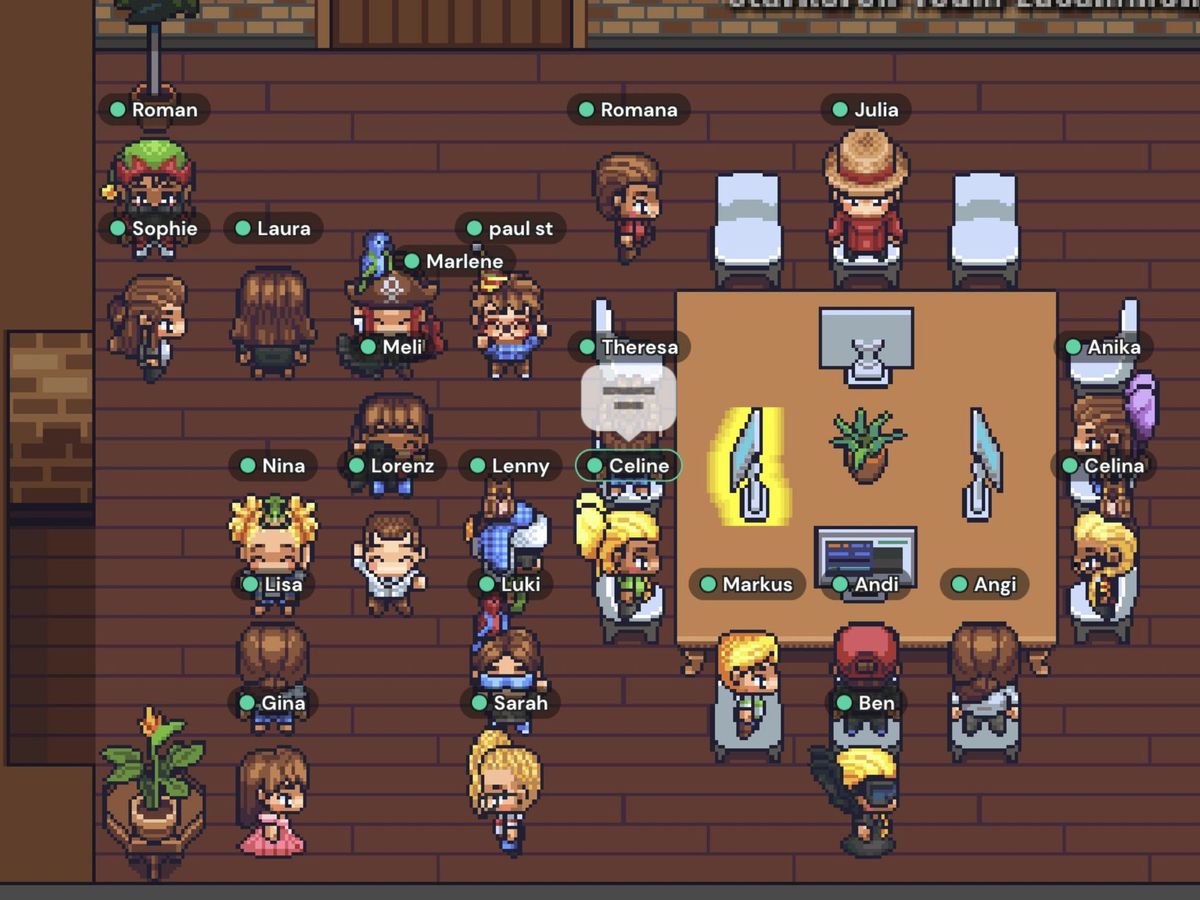 Roman
Romana
Julia
Sophie
Laura
paul st
Marlene
Meli
Theresa
Anika
Nina
Lorenz
Lenny
Celine
Celina
Lisa
Luki
Markus
Andi
Angi
Gina
Sarah
Ben